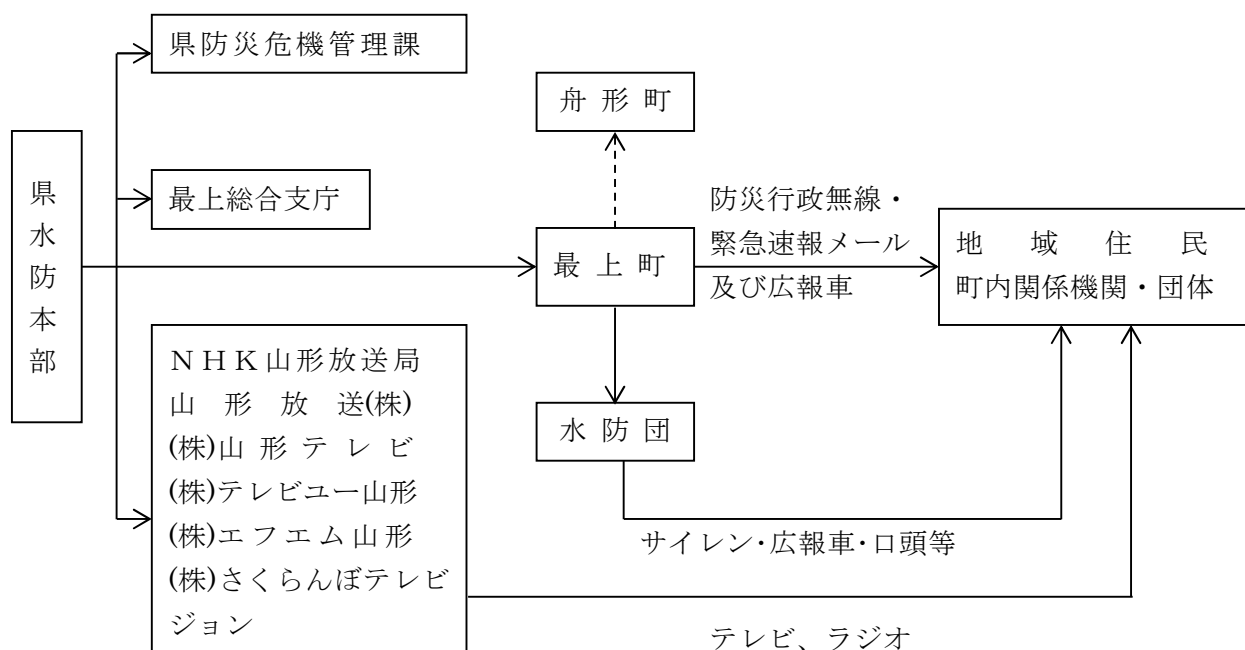 県防災危機管理課
舟形町
県水防本部
最上総合支庁
最上町
防災行政無線・
緊急速報メール
及び広報車
地域住民
町内関係機関・団体
NHK山形放送局
山形放送(株)
(株)山形テレビ
(株)テレビユー山形
(株)エフエム山形
(株)さくらんぼテレビ
ジョン
水防団
サイレン・広報車・口頭等
テレビ、ラジオ